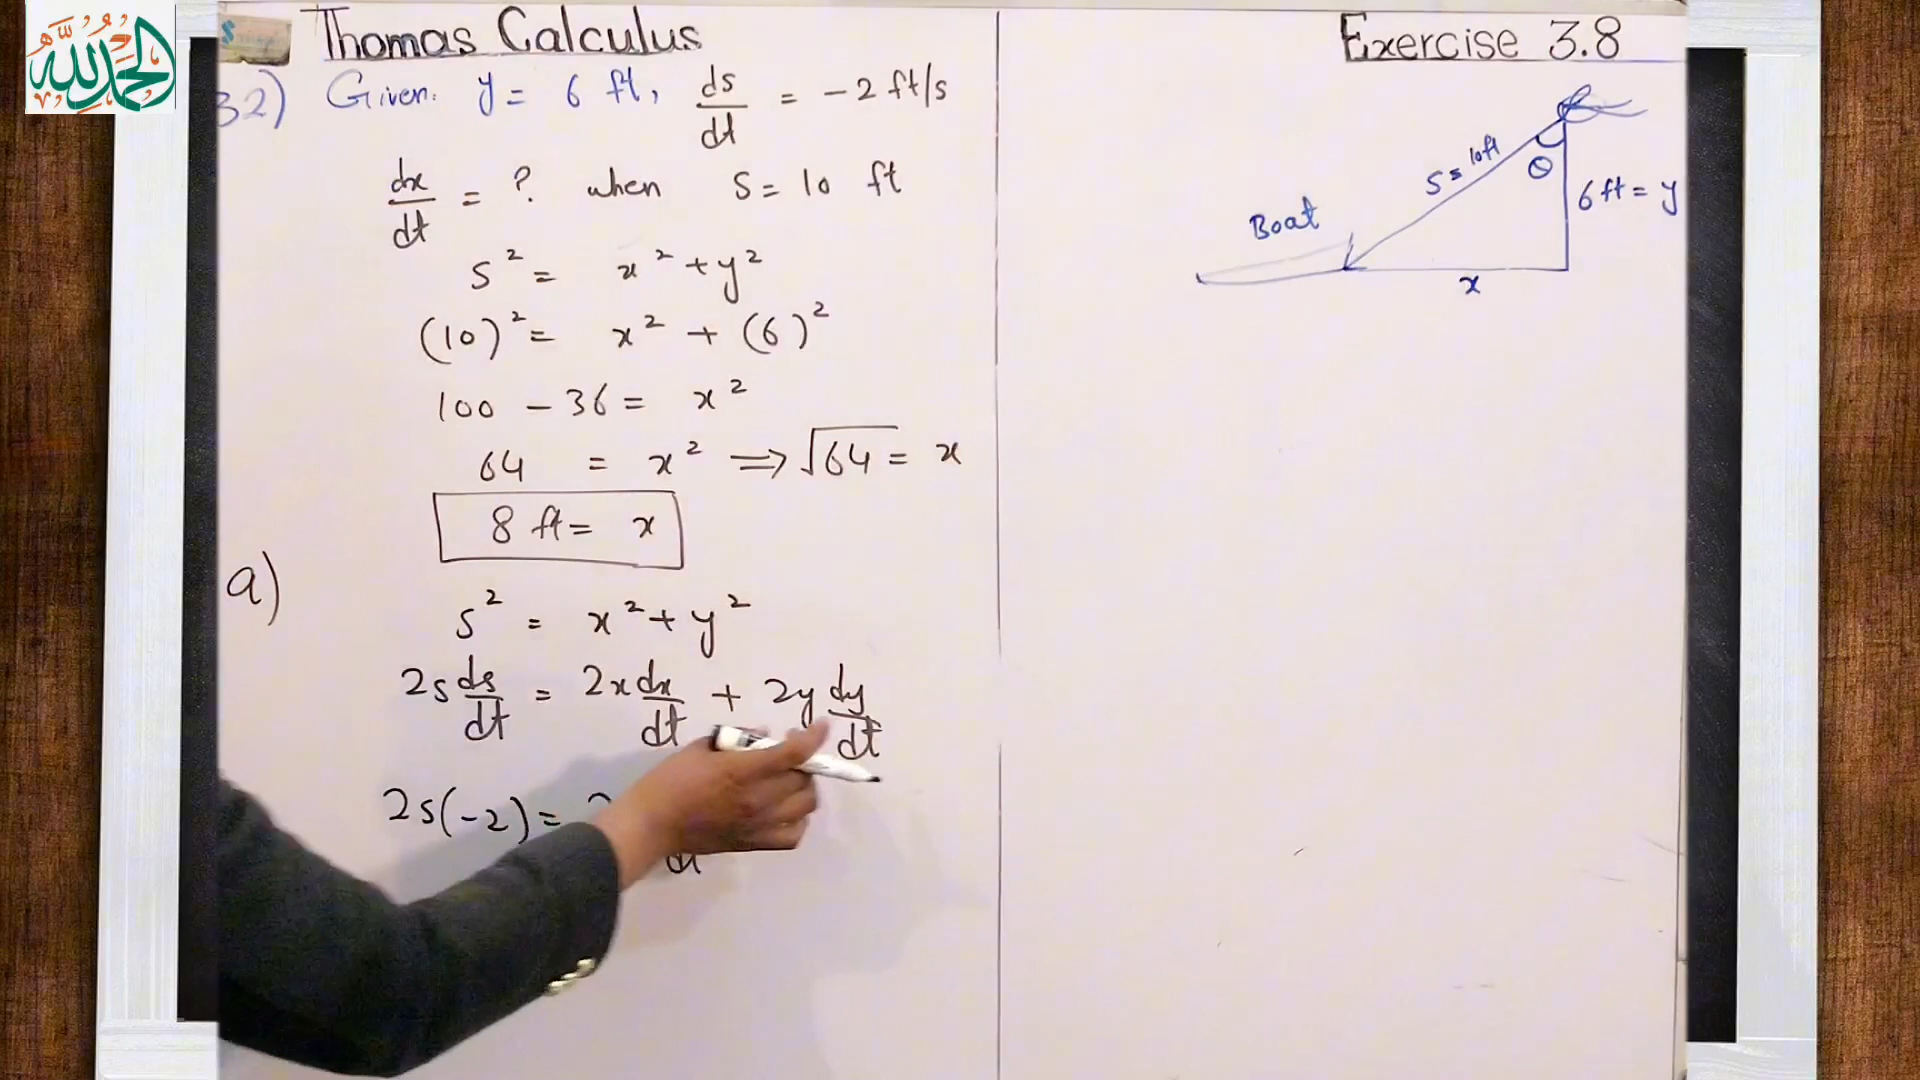 الحمد لله
Thomas Calculus
Exercise 3.8
32) Given: y = 6 ft, ds/dt = -2 ft/s
dx/dt = ? when s = 10 ft
s² = x² + y²
(10)² = x² + (6)²
100 - 36 = x²
64 = x² ⇒ √64 = x
8 ft = x
a)
s² = x² + y²
2s ds/dt = 2x dx/dt + 2y dy/dt
2s(-2) =
s = 10ft
θ
6 ft = y
Boat
x